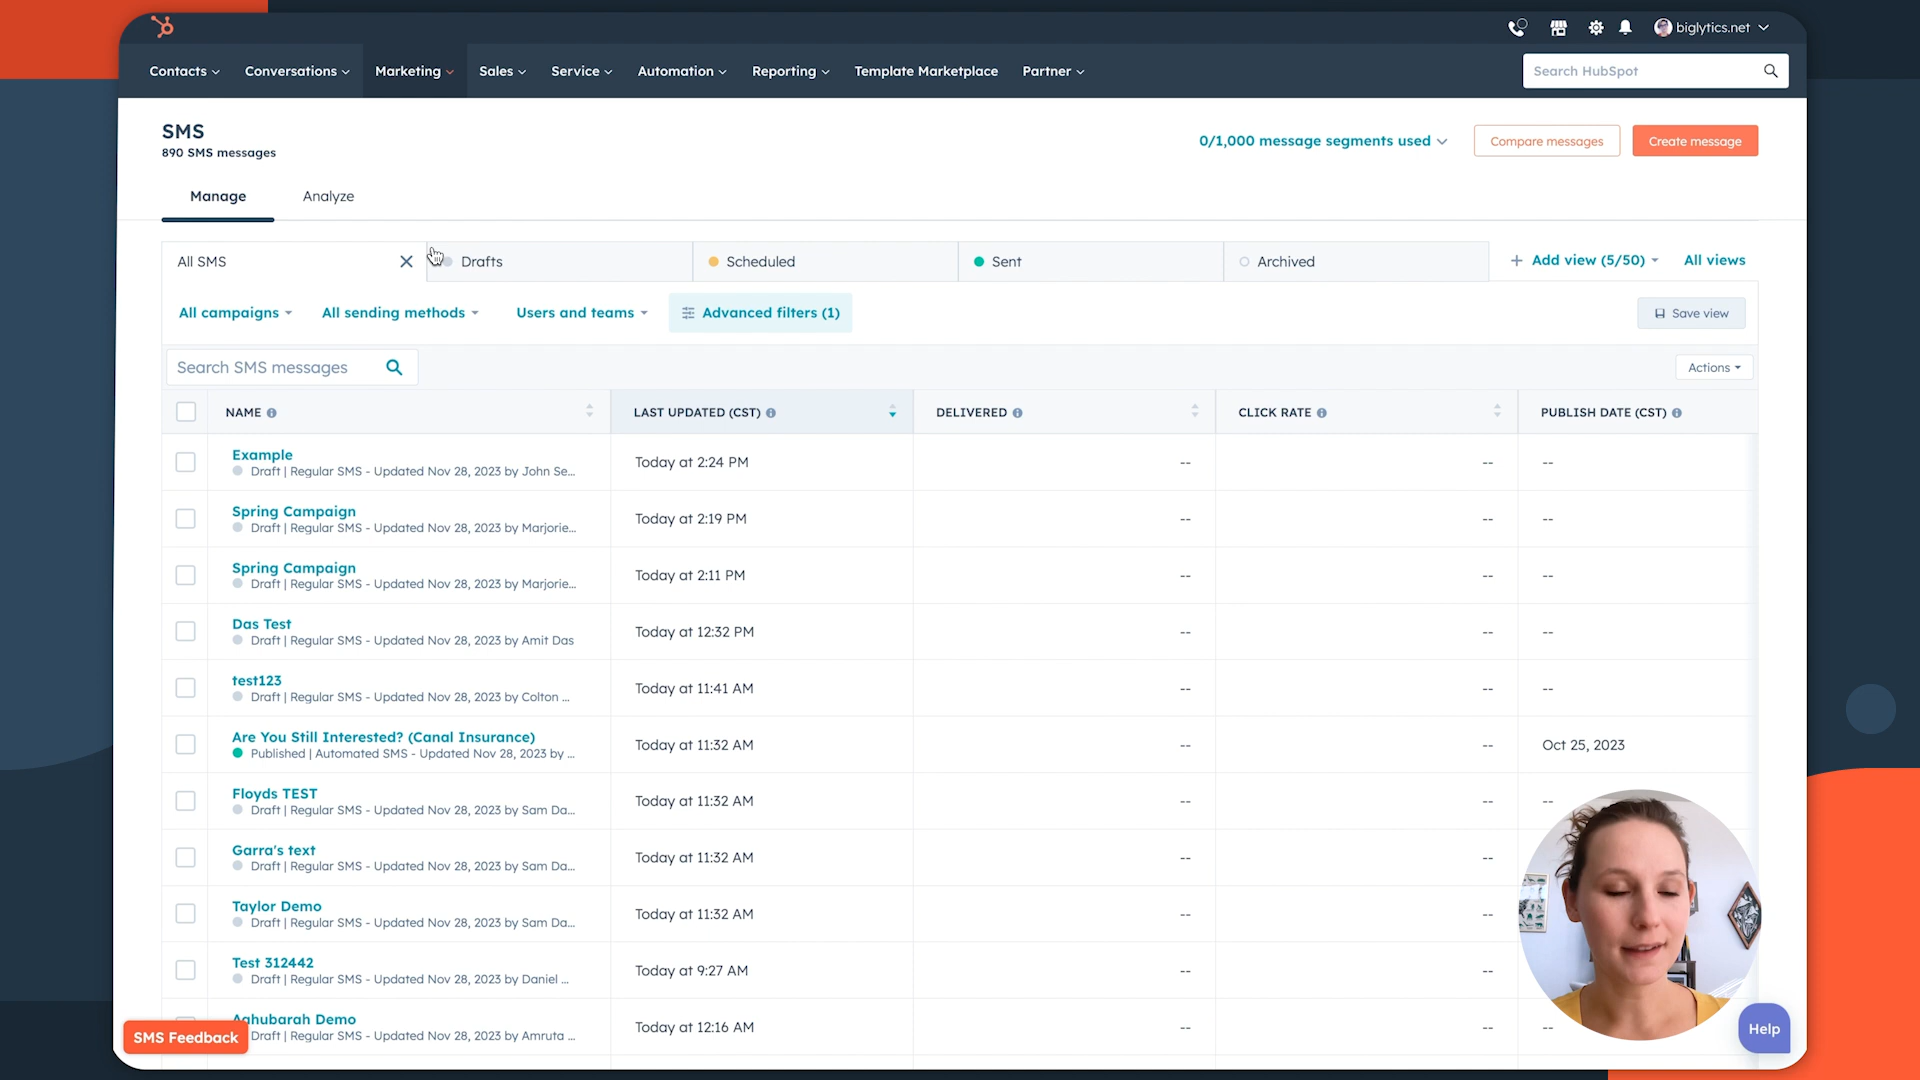 biglytics.net
Contacts Conversations Marketing Sales Service Automation Reporting Template Marketplace Partner
Search HubSpot
SMS
890 SMS messages
0/1,000 message segments used
Compare messages
Create message
Manage Analyze
All SMS Drafts Scheduled Sent Archived + Add view (5/50) All views
All campaigns All sending methods Users and teams Advanced filters (1) Save view
Search SMS messages Actions
NAME LAST UPDATED (CST) DELIVERED CLICK RATE PUBLISH DATE (CST)
Example
Draft | Regular SMS - Updated Nov 28, 2023 by John Se...
Today at 2:24 PM -- -- --
Spring Campaign
Draft | Regular SMS - Updated Nov 28, 2023 by Marjorie...
Today at 2:19 PM -- -- --
Spring Campaign
Draft | Regular SMS - Updated Nov 28, 2023 by Marjorie...
Today at 2:11 PM -- -- --
Das Test
Draft | Regular SMS - Updated Nov 28, 2023 by Amit Das
Today at 12:32 PM -- -- --
test123
Draft | Regular SMS - Updated Nov 28, 2023 by Colton ...
Today at 11:41 AM -- -- --
Are You Still Interested? (Canal Insurance)
Published | Automated SMS - Updated Nov 28, 2023 by ...
Today at 11:32 AM -- -- Oct 25, 2023
Floyds TEST
Draft | Regular SMS - Updated Nov 28, 2023 by Sam Da...
Today at 11:32 AM -- -- --
Garra's text
Draft | Regular SMS - Updated Nov 28, 2023 by Sam Da...
Today at 11:32 AM -- --
Taylor Demo
Draft | Regular SMS - Updated Nov 28, 2023 by Sam Da...
Today at 11:32 AM -- --
Test 312442
Draft | Regular SMS - Updated Nov 28, 2023 by Daniel ...
Today at 9:27 AM -- --
Aghubarah Demo
Draft | Regular SMS - Updated Nov 28, 2023 by Amruta ...
Today at 12:16 AM -- -- --
SMS Feedback
Help